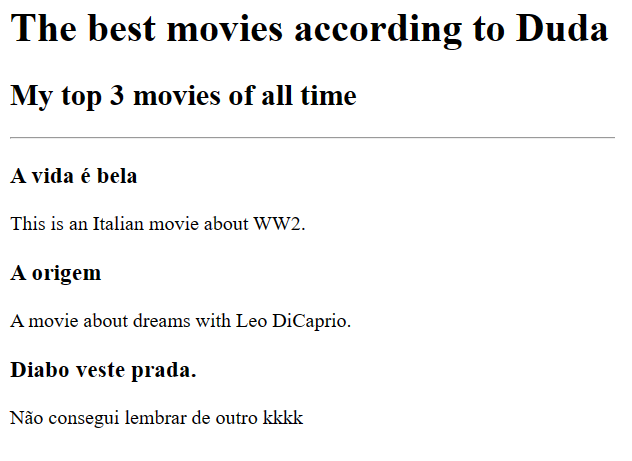 The best movies according to Duda
My top 3 movies of all time
A vida é bela
This is an Italian movie about WW2.
A origem
A movie about dreams with Leo DiCaprio.
Diabo veste prada.
Não consegui lembrar de outro kkkk